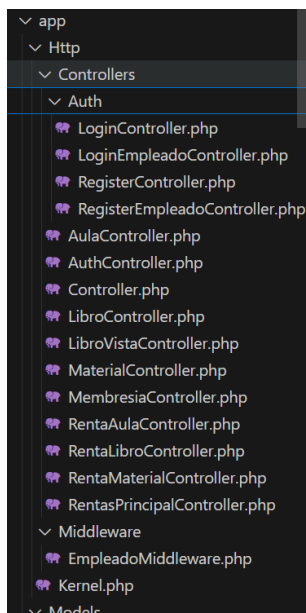 app
Http
Controllers
Auth
LoginController.php
LoginEmpleadoController.php
RegisterController.php
RegisterEmpleadoController.php
AulaController.php
AuthController.php
Controller.php
LibroController.php
LibroVistaController.php
MaterialController.php
MembresiaController.php
RentaAulaController.php
RentaLibroController.php
RentaMaterialController.php
RentasPrincipalController.php
Middleware
EmpleadoMiddleware.php
Kernel.php
Models